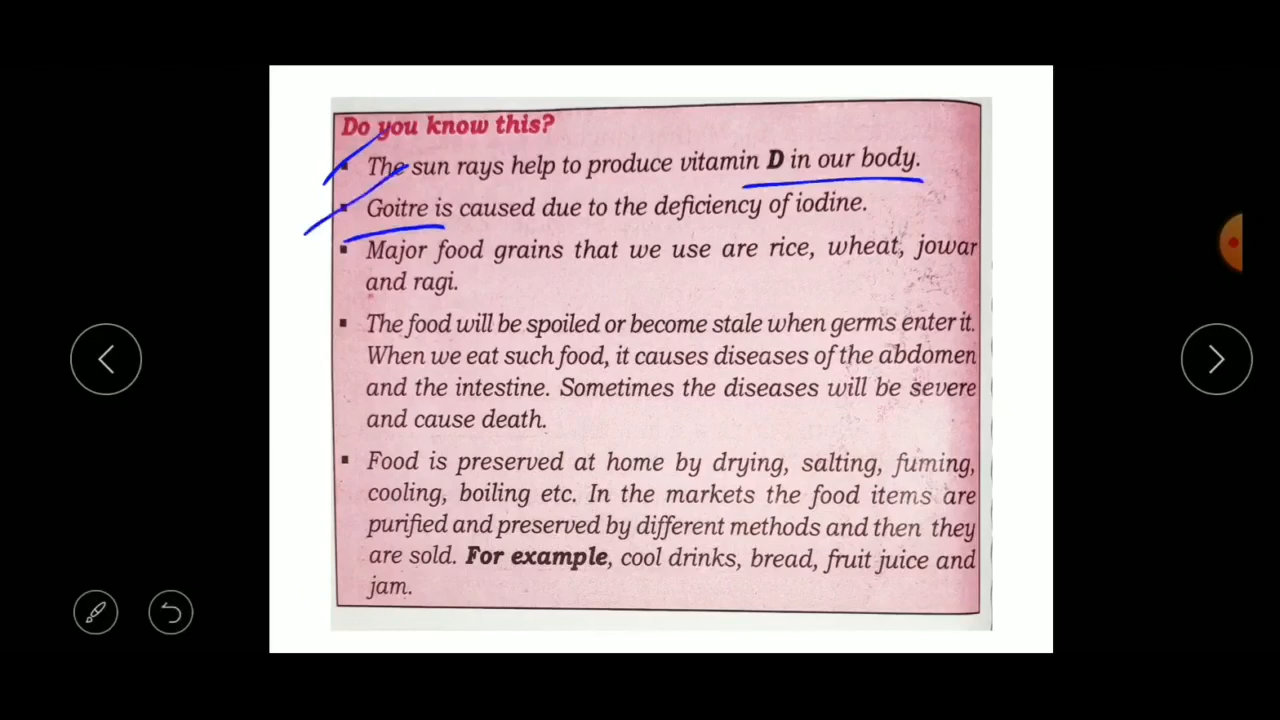 Do you know this?
▪ The sun rays help to produce vitamin D in our body.
▪ Goitre is caused due to the deficiency of iodine.
▪ Major food grains that we use are rice, wheat, jowar
and ragi.
▪ The food will be spoiled or become stale when germs enter it.
When we eat such food, it causes diseases of the abdomen
and the intestine. Sometimes the diseases will be severe
and cause death.
▪ Food is preserved at home by drying, salting, fuming,
cooling, boiling etc. In the markets the food items are
purified and preserved by different methods and then they
are sold. For example, cool drinks, bread, fruit juice and
jam.